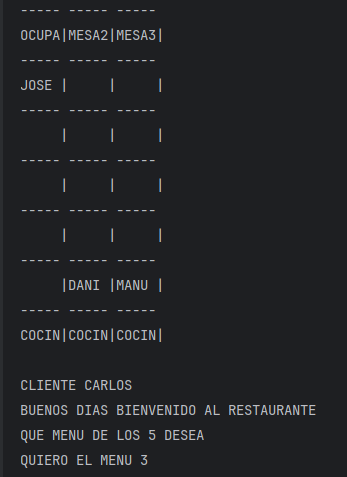 ----- ----- -----
OCUPA|MESA2|MESA3|
----- ----- -----
JOSE |     |     |
----- ----- -----
     |     |     |
----- ----- -----
     |     |     |
----- ----- -----
     |     |     |
----- ----- -----
     |DANI |MANU |
----- ----- -----
COCIN|COCIN|COCIN|
CLIENTE CARLOS
BUENOS DIAS BIENVENIDO AL RESTAURANTE
QUE MENU DE LOS 5 DESEA
QUIERO EL MENU 3